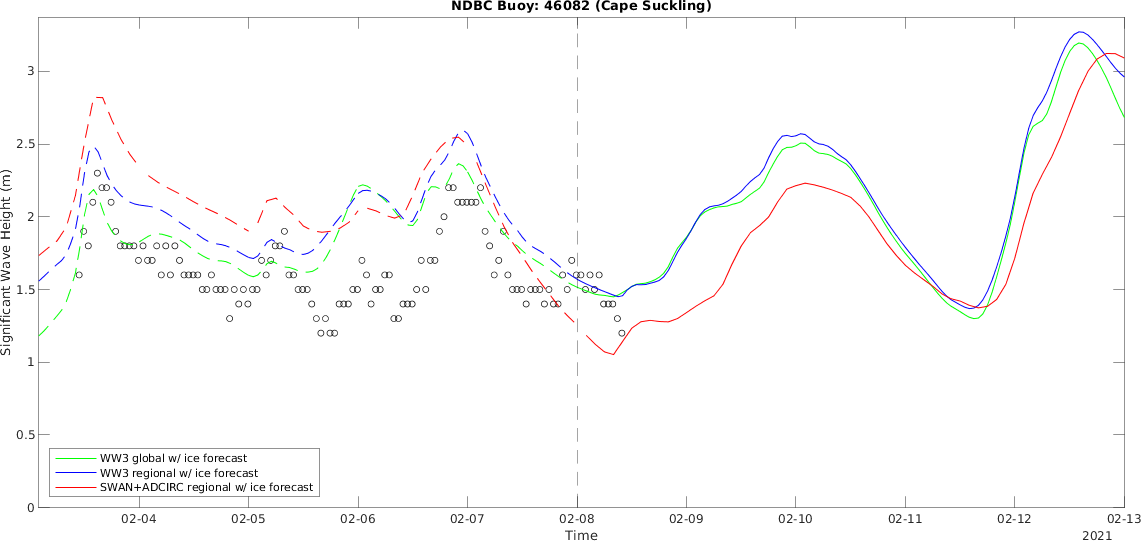 NDBC Buoy: 46082 (Cape Suckling)
Significant Wave Height (m)
3
2.5
2
1.5
1
0.5
0
WW3 global w/ ice forecast
WW3 regional w/ ice forecast
SWAN+ADCIRC regional w/ ice forecast
02-04 02-05 02-06 02-07 02-08 02-09 02-10 02-11 02-12 02-13
Time
2021